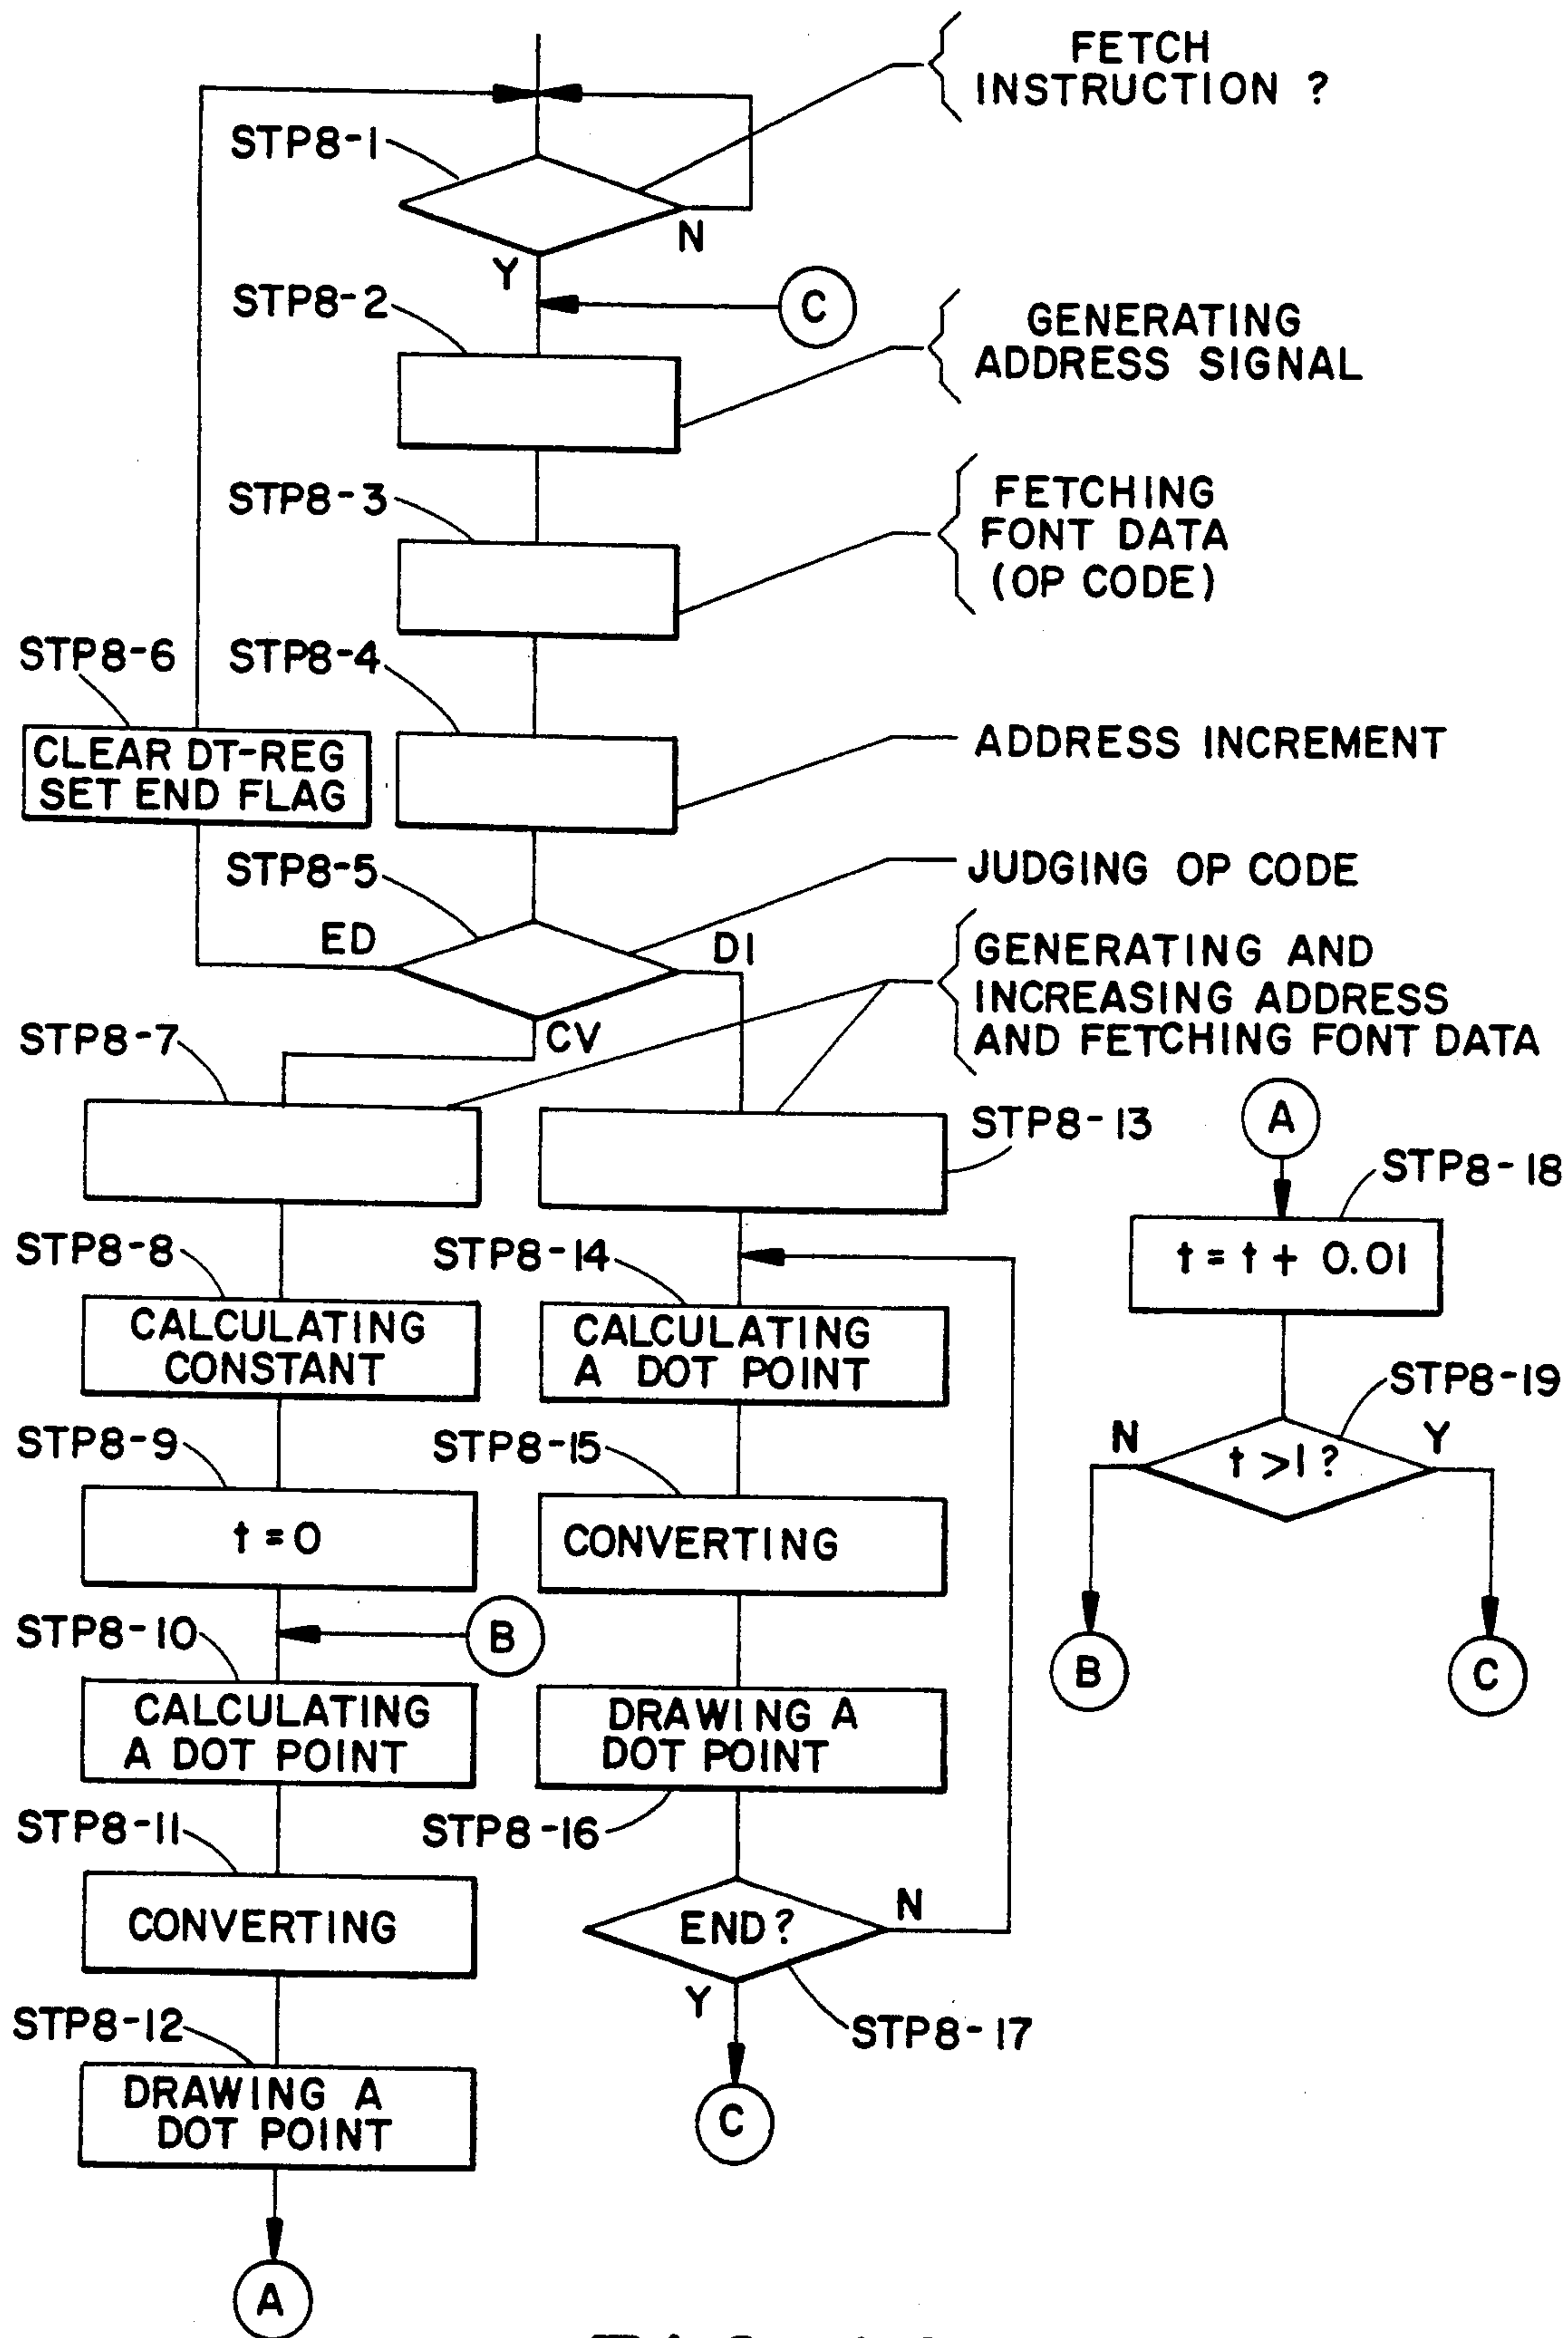 FETCH
INSTRUCTION ?
STP8-1
N
Y
STP8-2
C
GENERATING
ADDRESS SIGNAL
STP8-3
FETCHING
FONT DATA
(OP CODE)
STP8-6
STP8-4
CLEAR DT-REG
SET END FLAG
ADDRESS INCREMENT
STP8-5
JUDGING OP CODE
ED
DI
CV
GENERATING AND
INCREASING ADDRESS
AND FETCHING FONT DATA
STP8-7
STP8-13
A
STP8-18
t = t + 0.01
STP8-8
STP8-14
CALCULATING
CONSTANT
CALCULATING
A DOT POINT
STP8-19
N
Y
t >1 ?
STP8-9
STP8-15
t = 0
CONVERTING
B
B
C
STP8-10
CALCULATING
A DOT POINT
DRAWING A
DOT POINT
STP8-11
STP8-16
CONVERTING
END?
N
Y
STP8-12
STP8-17
DRAWING A
DOT POINT
C
A